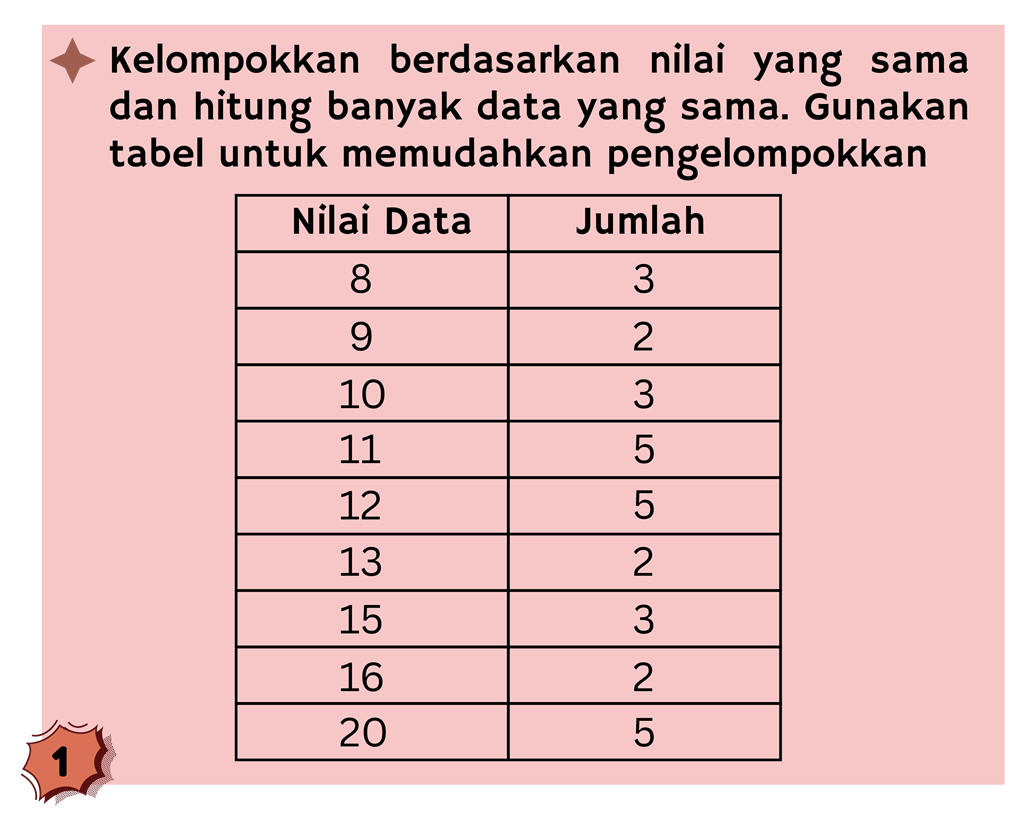 Kelompokkan berdasarkan nilai yang sama
dan hitung banyak data yang sama. Gunakan
tabel untuk memudahkan pengelompokkan
Nilai Data Jumlah
8 3
9 2
10 3
11 5
12 5
13 2
15 3
16 2
20 5
1